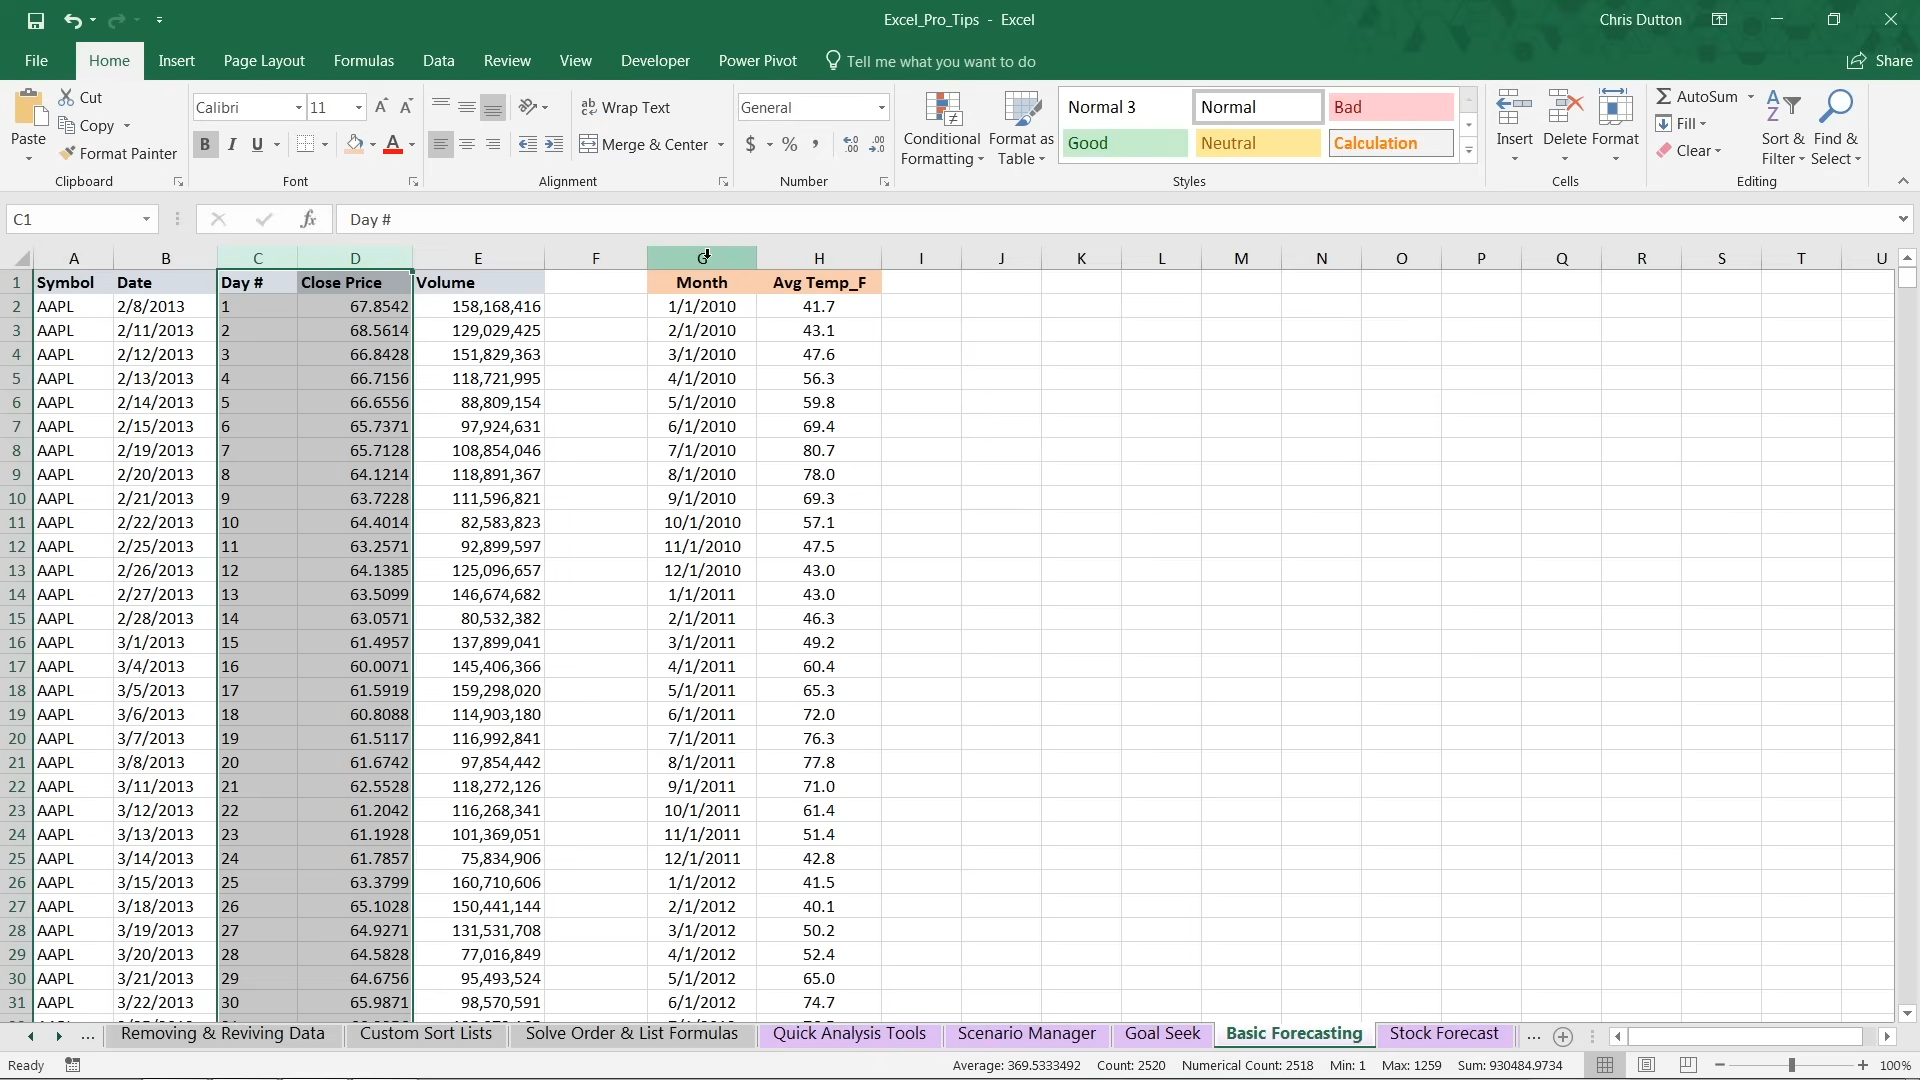 Excel_Pro_Tips - Excel
Chris Dutton
File Home Insert Page Layout Formulas Data Review View Developer Power Pivot Tell me what you want to do Share
Paste
Cut
Copy
Format Painter
Clipboard
Calibri 11
B I U
Font
Wrap Text
Merge & Center
Alignment
General
$ % ,
Number
Conditional Formatting
Format as Table
Normal 3 Normal Bad
Good Neutral Calculation
Styles
Insert Delete Format
Cells
AutoSum
Fill
Clear
Sort & Filter
Find & Select
Editing
C1 fx Day #
A B C D E F G H I J K L M N O P Q R S T U
1 Symbol Date Day # Close Price Volume Month Avg Temp_F
2 AAPL 2/8/2013 1 67.8542 158,168,416 1/1/2010 41.7
3 AAPL 2/11/2013 2 68.5614 129,029,425 2/1/2010 43.1
4 AAPL 2/12/2013 3 66.8428 151,829,363 3/1/2010 47.6
5 AAPL 2/13/2013 4 66.7156 118,721,995 4/1/2010 56.3
6 AAPL 2/14/2013 5 66.6556 88,809,154 5/1/2010 59.8
7 AAPL 2/15/2013 6 65.7371 97,924,631 6/1/2010 69.4
8 AAPL 2/19/2013 7 65.7128 108,854,046 7/1/2010 80.7
9 AAPL 2/20/2013 8 64.1214 118,891,367 8/1/2010 78.0
10 AAPL 2/21/2013 9 63.7228 111,596,821 9/1/2010 69.3
11 AAPL 2/22/2013 10 64.4014 82,583,823 10/1/2010 57.1
12 AAPL 2/25/2013 11 63.2571 92,899,597 11/1/2010 47.5
13 AAPL 2/26/2013 12 64.1385 125,096,657 12/1/2010 43.0
14 AAPL 2/27/2013 13 63.5099 146,674,682 1/1/2011 43.0
15 AAPL 2/28/2013 14 63.0571 80,532,382 2/1/2011 46.3
16 AAPL 3/1/2013 15 61.4957 137,899,041 3/1/2011 49.2
17 AAPL 3/4/2013 16 60.0071 145,406,366 4/1/2011 60.4
18 AAPL 3/5/2013 17 61.5919 159,298,020 5/1/2011 65.3
19 AAPL 3/6/2013 18 60.8088 114,903,180 6/1/2011 72.0
20 AAPL 3/7/2013 19 61.5117 116,992,841 7/1/2011 76.3
21 AAPL 3/8/2013 20 61.6742 97,854,442 8/1/2011 77.8
22 AAPL 3/11/2013 21 62.5528 118,272,126 9/1/2011 71.0
23 AAPL 3/12/2013 22 61.2042 116,268,341 10/1/2011 61.4
24 AAPL 3/13/2013 23 61.1928 101,369,051 11/1/2011 51.4
25 AAPL 3/14/2013 24 61.7857 75,834,906 12/1/2011 42.8
26 AAPL 3/15/2013 25 63.3799 160,710,606 1/1/2012 41.5
27 AAPL 3/18/2013 26 65.1028 150,441,144 2/1/2012 40.1
28 AAPL 3/19/2013 27 64.9271 131,531,708 3/1/2012 50.2
29 AAPL 3/20/2013 28 64.5828 77,016,849 4/1/2012 52.4
30 AAPL 3/21/2013 29 64.6756 95,493,524 5/1/2012 65.0
31 AAPL 3/22/2013 30 65.9871 98,570,591 6/1/2012 74.7
... Removing & Reviving Data Custom Sort Lists Solve Order & List Formulas Quick Analysis Tools Scenario Manager Goal Seek Basic Forecasting Stock Forecast ...
Ready Average: 369.5333492 Count: 2520 Numerical Count: 2518 Min: 1 Max: 1259 Sum: 930484.9734 100%